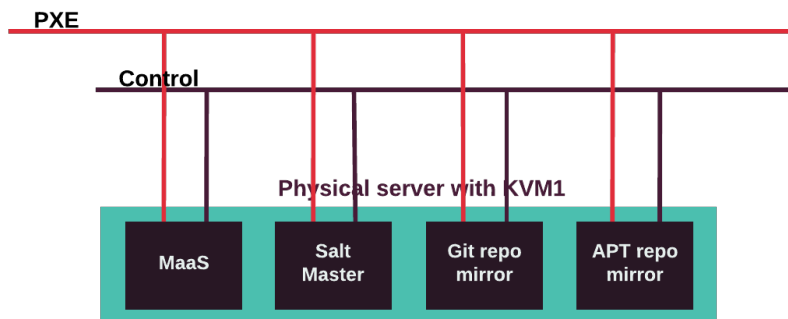 PXE
Control
Physical server with KVM1
MaaS
Salt
Master
Git repo
mirror
APT repo
mirror